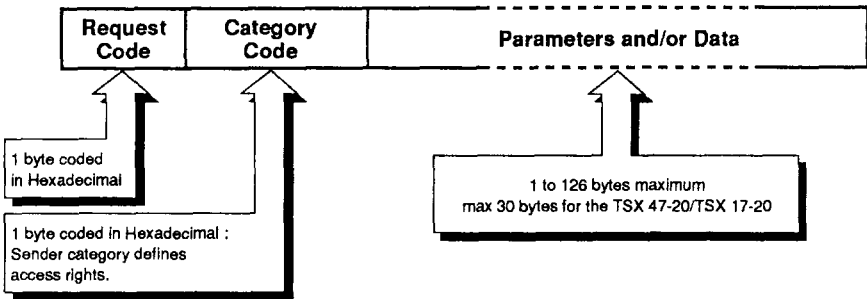 Request Code
Category Code
Parameters and/or Data
1 byte coded
in Hexadecimal
1 to 126 bytes maximum
max 30 bytes for the TSX 47-20/TSX 17-20
1 byte coded in Hexadecimal :
Sender category defines
access rights.